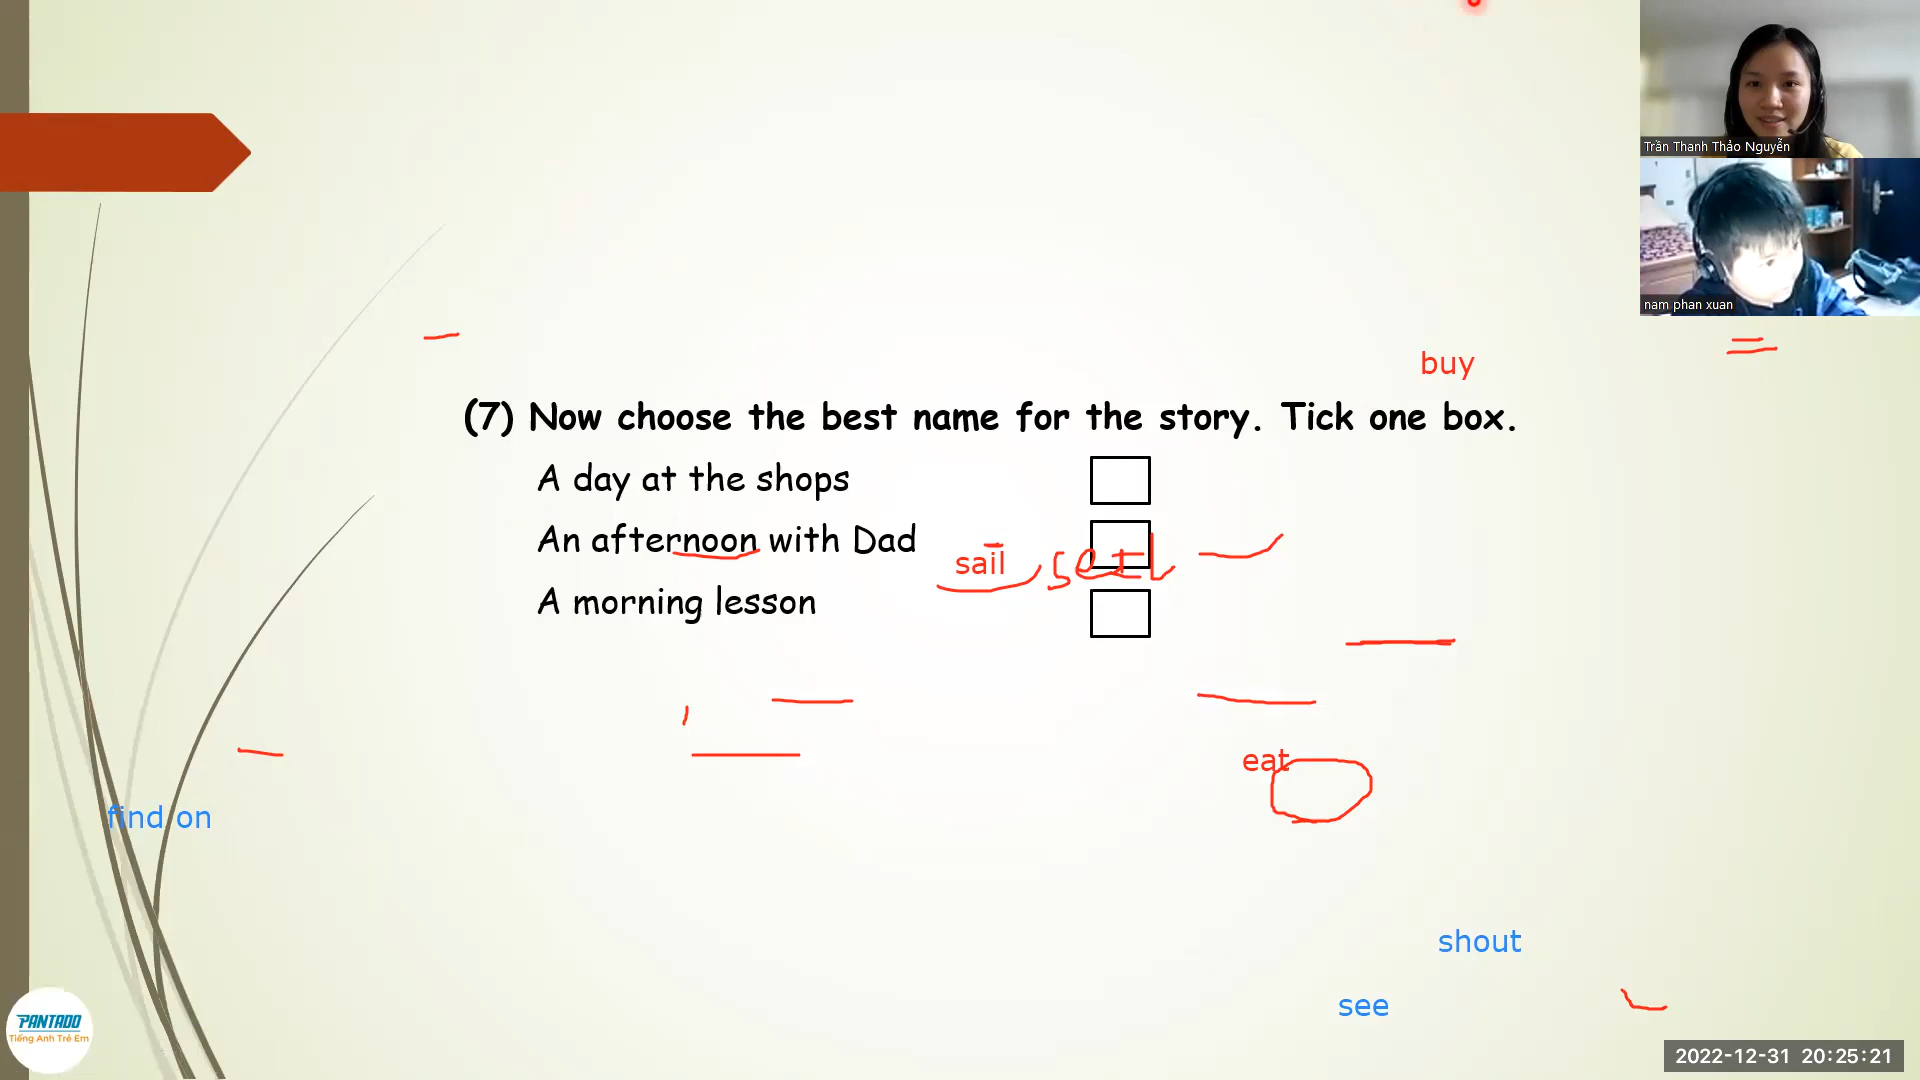 Trần Thanh Thảo Nguyễn
nam phan xuan
buy
(7) Now choose the best name for the story. Tick one box.
A day at the shops
An afternoon with Dad
sail
A morning lesson
eat
find on
shout
see
PANTADO
Tiếng Anh Trẻ Em
2022-12-31 20:25:21